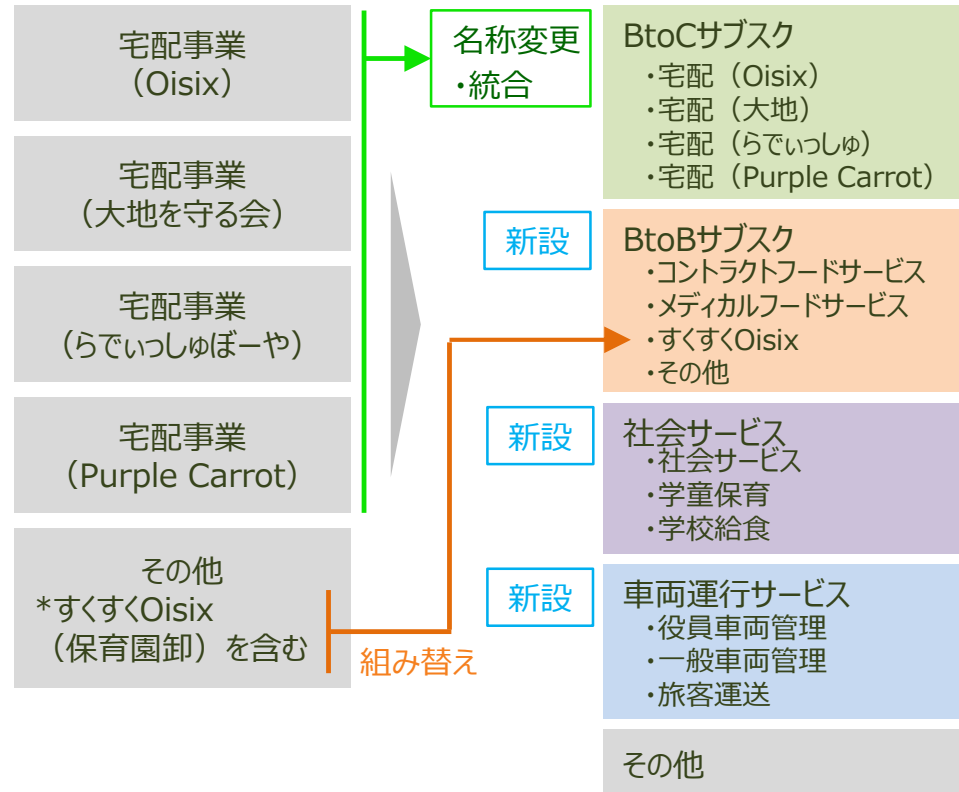 宅配事業
（Oisix）
宅配事業
（大地を守る会）
宅配事業
（らでぃっしゅぼーや）
宅配事業
（Purple Carrot）
その他
*すくすくOisix
（保育園卸）を含む
組み替え
名称変更
・統合
新設
新設
新設
BtoCサブスク
・宅配（Oisix）
・宅配（大地）
・宅配（らでぃっしゅ）
・宅配（Purple Carrot）
BtoBサブスク
・コントラクトフードサービス
・メディカルフードサービス
・すくすくOisix
・その他
社会サービス
・社会サービス
・学童保育
・学校給食
車両運行サービス
・役員車両管理
・一般車両管理
・旅客運送
その他